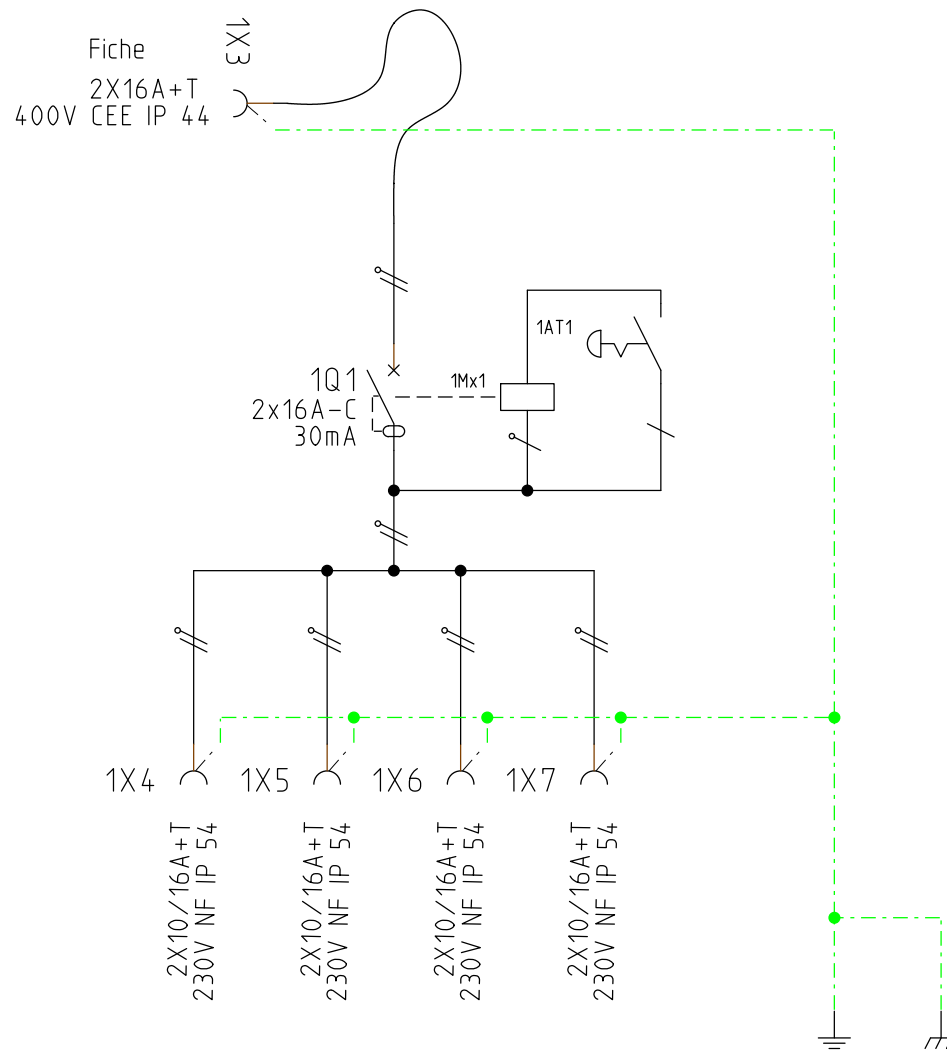 Fiche
1X3
2X16A+T
400V CEE IP 44
1AT1
1Q1
1Mx1
2x16A-C
30mA
1X4
1X5
1X6
1X7
2X10/16A+T
230V NF IP 54
2X10/16A+T
230V NF IP 54
2X10/16A+T
230V NF IP 54
2X10/16A+T
230V NF IP 54